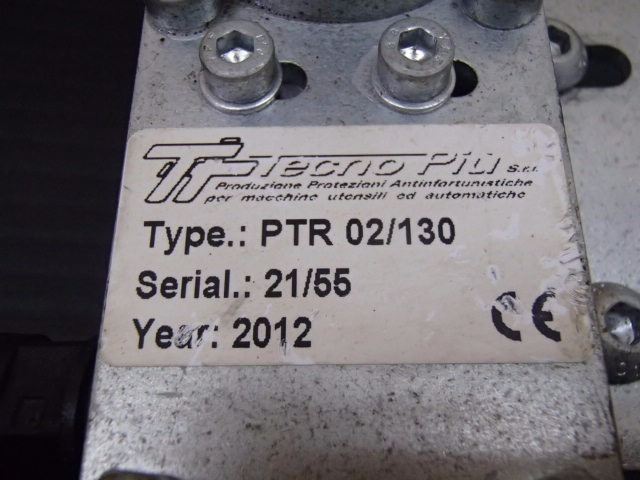 Tecno Più S.r.l.
Produzione Protezioni Antinfortunistiche
per macchine utensili ed automatiche
Type.: PTR 02/130
Serial.: 21/55
Year: 2012
CE